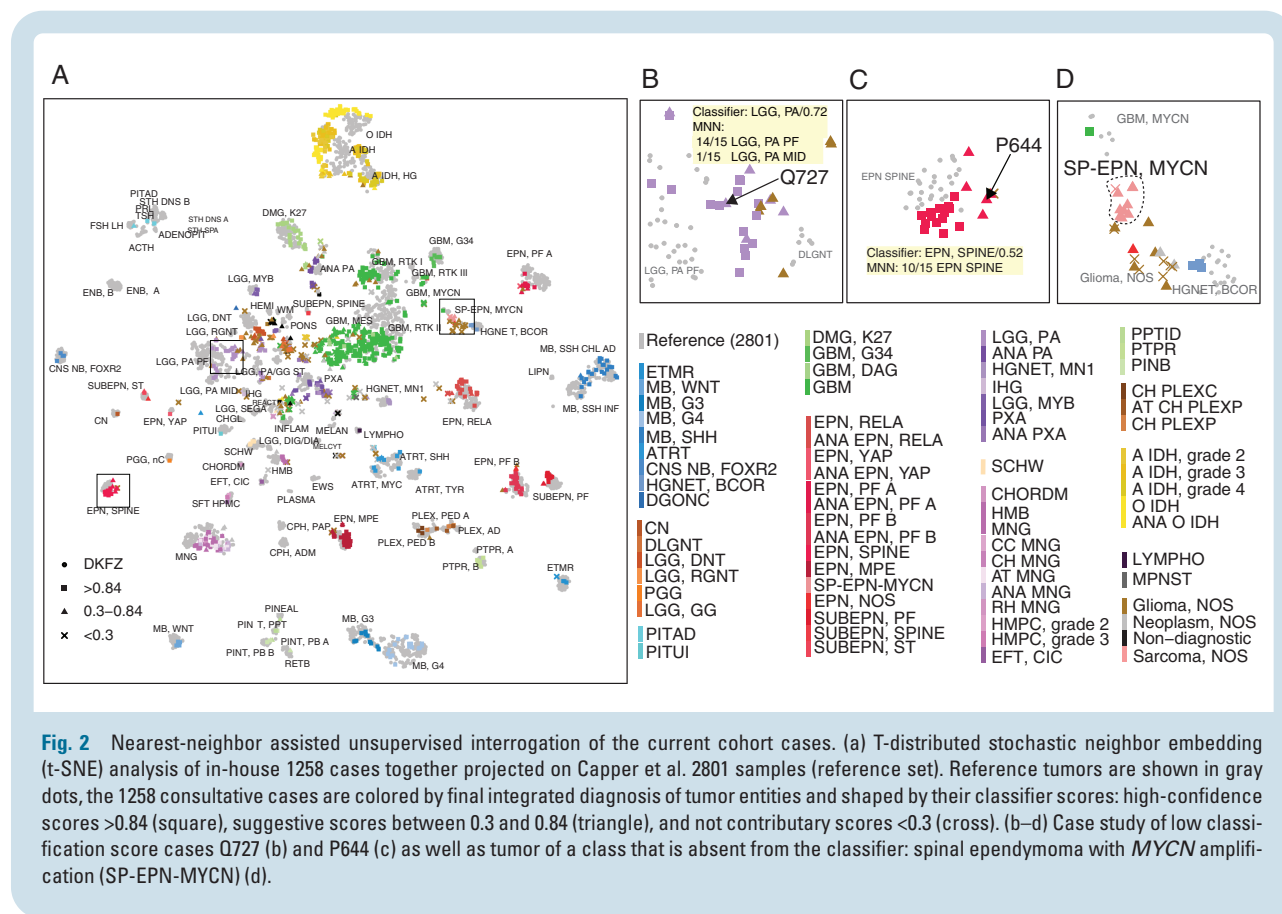 A
O IDH
A IDH
A IDH, HG
PITAD
STH DNS B
PRL
TSH
STH DNS A
STH SPA
FSH LH
ADENOPIT
ACTH
DMG, K27
GBM, G34
GBM, RTK I
GBM, RTK III
EPN, PF A
ANA PA
LGG, MYB
ENB, B
ENB, A
GBM, MYCN
SUBEPN, SPINE
SP-EPN, MYCN
HEMI
WM
LGG, DNT
PONS
GBM, MES
GBM, RTK II
LGG, RGNT
HGNE T, BCOR
LGG, PA PF
MB, SSH CHL AD
CNS NB, FOXR2
LGG, PA/GG ST
LIPN
SUBEPN, ST
LGG, PA MID
IHG
PXA
HGNET, MN1
REACT
MB, SSH INF
LGG, SEGA
CN
EPN, YAP
CHGL
INFLAM
EPN, RELA
PITUI
MELAN
LYMPHO
LGG, DIG/DIA
MELCYT
PGG, nC
SCHW
ATRT, SHH
EPN, PF B
CHORDM
HMB
EFT, CIC
EWS
ATRT, MYC
ATRT, TYR
SUBEPN, PF
EPN, SPINE
SFT HPMC
PLASMA
CPH, PAP
EPN, MPE
PLEX, PED A
PLEX, AD
PLEX, PED B
MNG
CPH, ADM
PTPR, A
PTPR, B
ETMR
DKFZ
>0.84
0.3–0.84
<0.3
PINEAL
PIN T, PPT
PINT, PB A
PINT, PB B
RETB
MB, WNT
MB, G3
MB, G4
B
Classifier: LGG, PA/0.72
MNN:
14/15 LGG, PA PF
1/15 LGG, PA MID
Q727
LGG, PA PF
DLGNT
C
P644
EPN SPINE
Classifier: EPN, SPINE/0.52
MNN: 10/15 EPN SPINE
D
GBM, MYCN
SP-EPN, MYCN
Glioma, NOS
HGNET, BCOR
Reference (2801)
ETMR
MB, WNT
MB, G3
MB, G4
MB, SHH
ATRT
CNS NB, FOXR2
HGNET, BCOR
DGONC
CN
DLGNT
LGG, DNT
LGG, RGNT
PGG
LGG, GG
PITAD
PITUI
DMG, K27
GBM, G34
GBM, DAG
GBM
EPN, RELA
ANA EPN, RELA
EPN, YAP
ANA EPN, YAP
EPN, PF A
ANA EPN, PF A
EPN, PF B
ANA EPN, PF B
EPN, SPINE
EPN, MPE
SP-EPN-MYCN
EPN, NOS
SUBEPN, PF
SUBEPN, SPINE
SUBEPN, ST
LGG, PA
ANA PA
HGNET, MN1
IHG
LGG, MYB
PXA
ANA PXA
SCHW
CHORDM
HMB
MNG
CC MNG
CH MNG
AT MNG
ANA MNG
RH MNG
HMPC, grade 2
HMPC, grade 3
EFT, CIC
PPTID
PTPR
PINB
CH PLEXC
AT CH PLEXP
CH PLEXP
A IDH, grade 2
A IDH, grade 3
A IDH, grade 4
O IDH
ANA O IDH
LYMPHO
MPNST
Glioma, NOS
Neoplasm, NOS
Non–diagnostic
Sarcoma, NOS
Fig. 2 Nearest-neighbor assisted unsupervised interrogation of the current cohort cases. (a) T-distributed stochastic neighbor embedding
(t-SNE) analysis of in-house 1258 cases together projected on Capper et al. 2801 samples (reference set). Reference tumors are shown in gray
dots, the 1258 consultative cases are colored by final integrated diagnosis of tumor entities and shaped by their classifier scores: high-confidence
scores >0.84 (square), suggestive scores between 0.3 and 0.84 (triangle), and not contributary scores <0.3 (cross). (b–d) Case study of low classi-
fication score cases Q727 (b) and P644 (c) as well as tumor of a class that is absent from the classifier: spinal ependymoma with MYCN amplifi-
cation (SP-EPN-MYCN) (d).